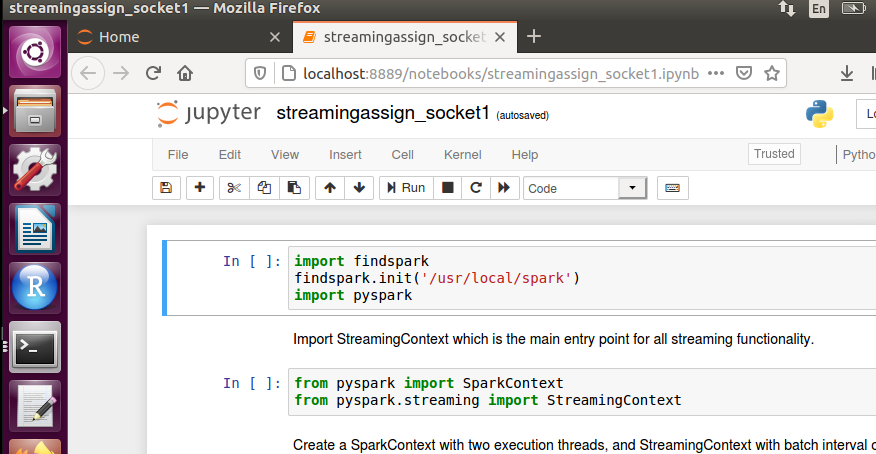 streamingassign_socket1 — Mozilla Firefox
En
Home
streamingassign_socket
localhost:8889/notebooks/streamingassign_socket1.ipynb
jupyter streamingassign_socket1 (autosaved)
File Edit View Insert Cell Kernel Help Trusted Pytho
Run Code
In [ ]: import findspark
findspark.init('/usr/local/spark')
import pyspark
Import StreamingContext which is the main entry point for all streaming functionality.
In [ ]: from pyspark import SparkContext
from pyspark.streaming import StreamingContext
Create a SparkContext with two execution threads, and StreamingContext with batch interval